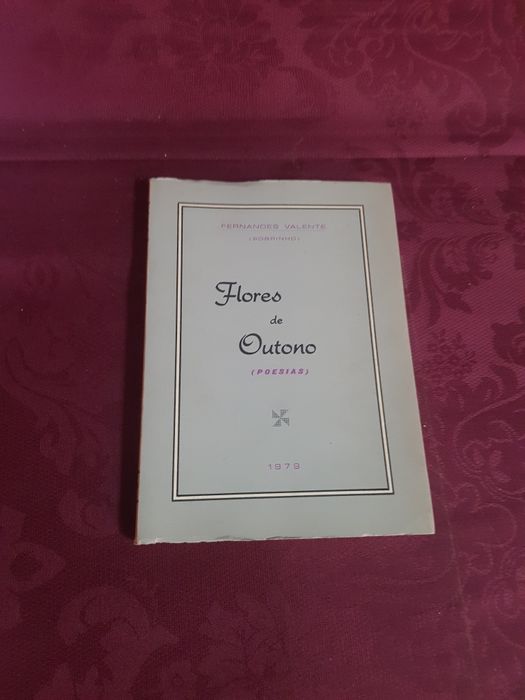 FERNANDES VALENTE
(SOBRINHO)
Flores
de
Outono
(POESIAS)
1979